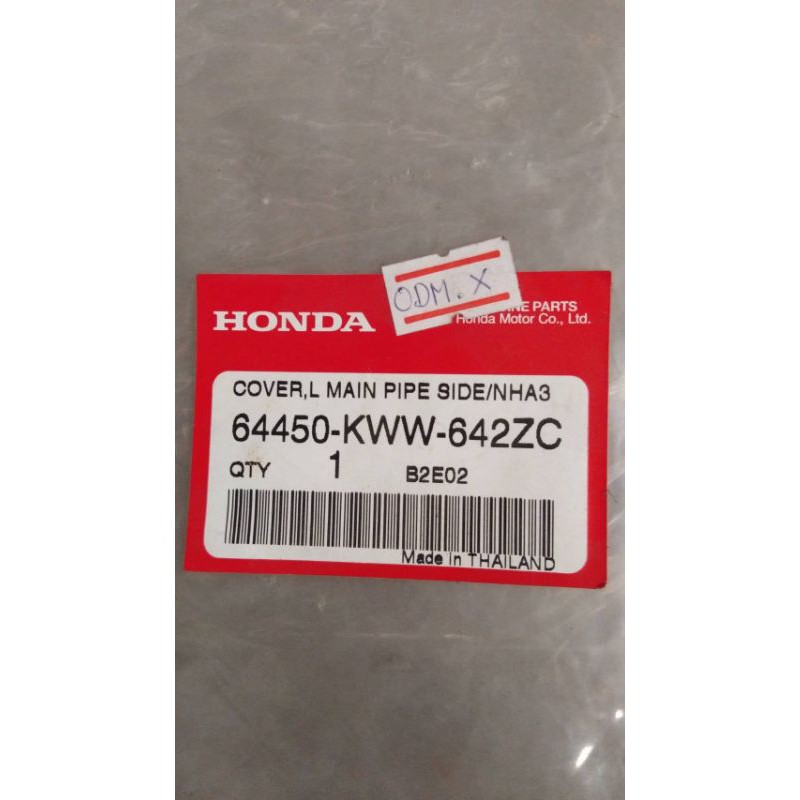 ODM.X
PARTS
HONDA
Honda Motor Co., Ltd.
COVER,L MAIN PIPE SIDE/NHA3
64450-KWW-642ZC
QTY 1 B2E02
Made in THAILAND